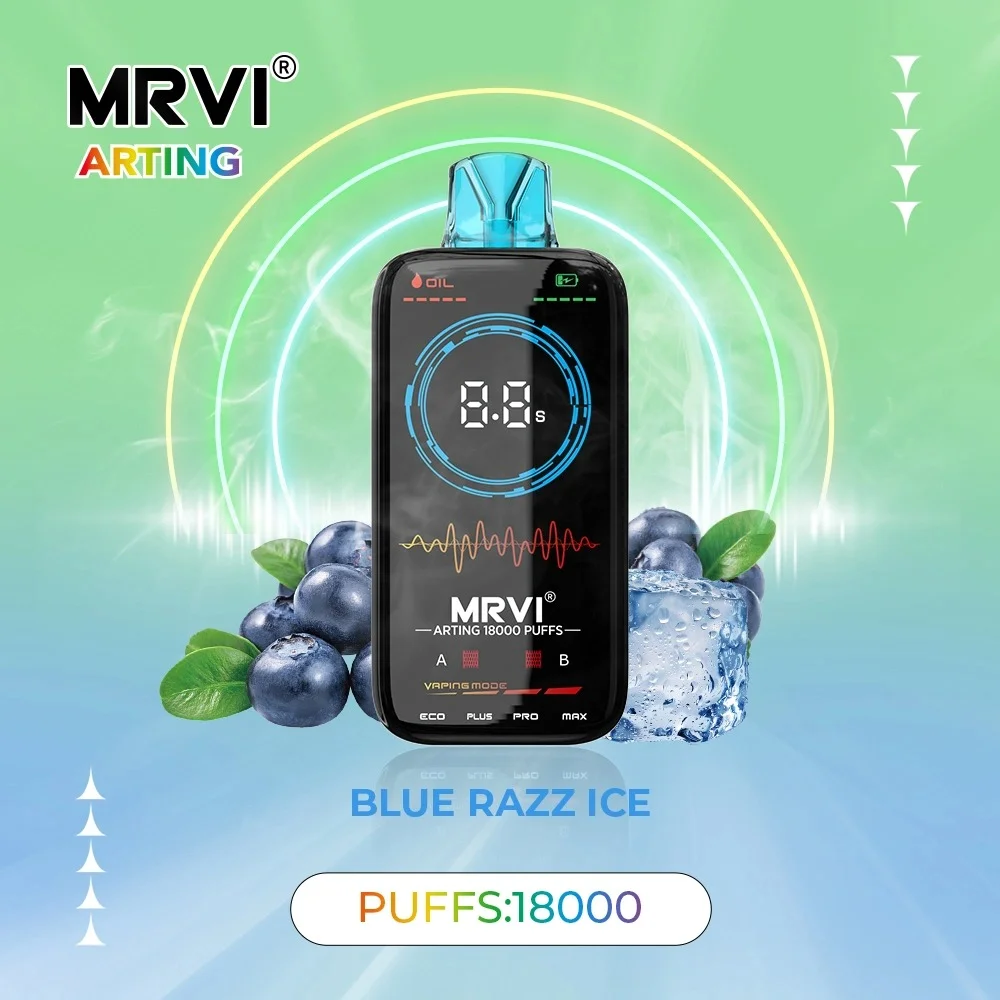 MRVI®
ARTING
OIL
8.8s
MRVI®
ARTING 18000 PUFFS
A B
VAPING MODE
ECO PLUS PRO MAX
BLUE RAZZ ICE
PUFFS:18000